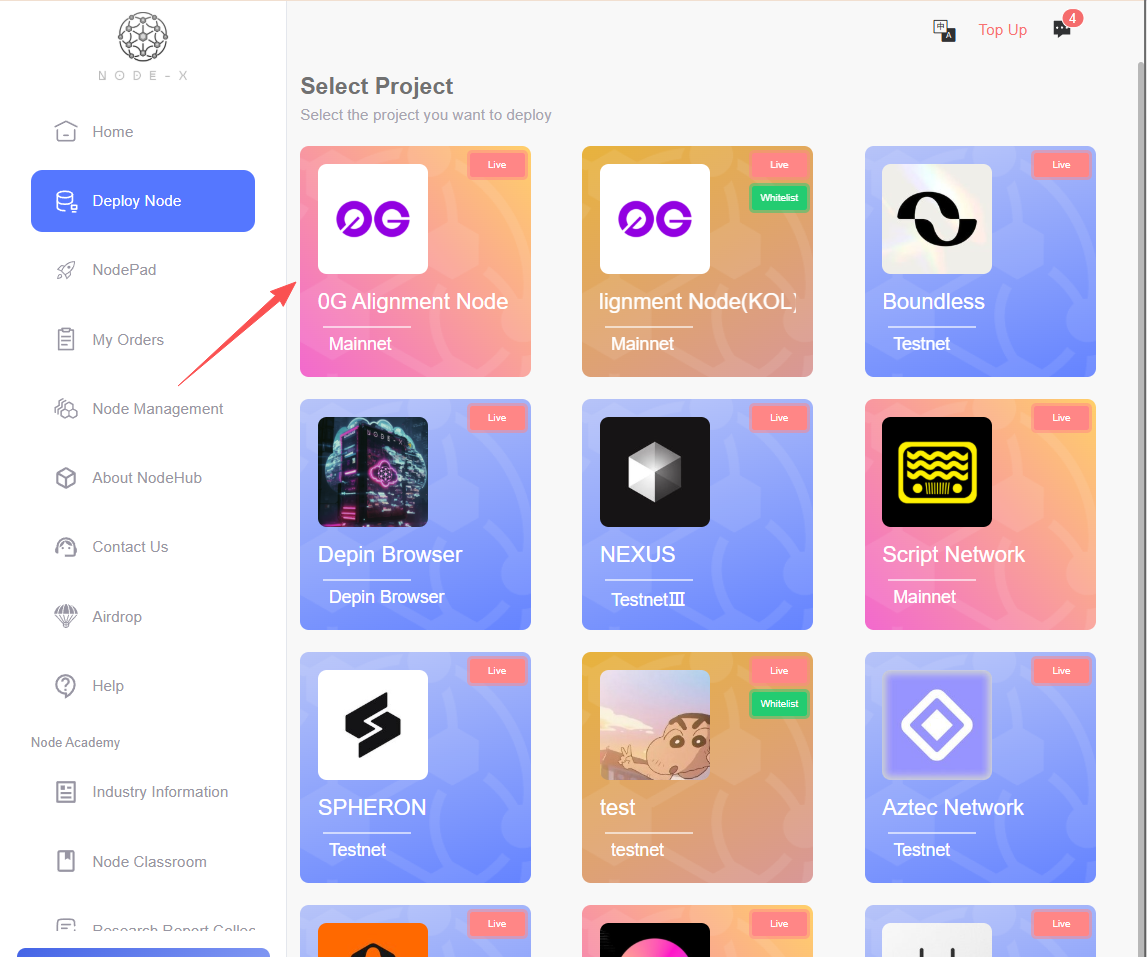 中 A
Top Up
4
NODE-X
Home
Deploy Node
NodePad
My Orders
Node Management
About NodeHub
Contact Us
Airdrop
Help
Node Academy
Industry Information
Node Classroom
Research Report Collec
Select Project
Select the project you want to deploy
Live
0G
0G Alignment Node
Mainnet
Live
Whitelist
0G
lignment Node(KOL)
Mainnet
Live
Boundless
Testnet
Live
NODE-X
Depin Browser
Depin Browser
Live
NEXUS
TestnetⅢ
Live
Script Network
Mainnet
Live
SPHERON
Testnet
Live
Whitelist
test
testnet
Live
Aztec Network
Testnet
Live
Live
Live